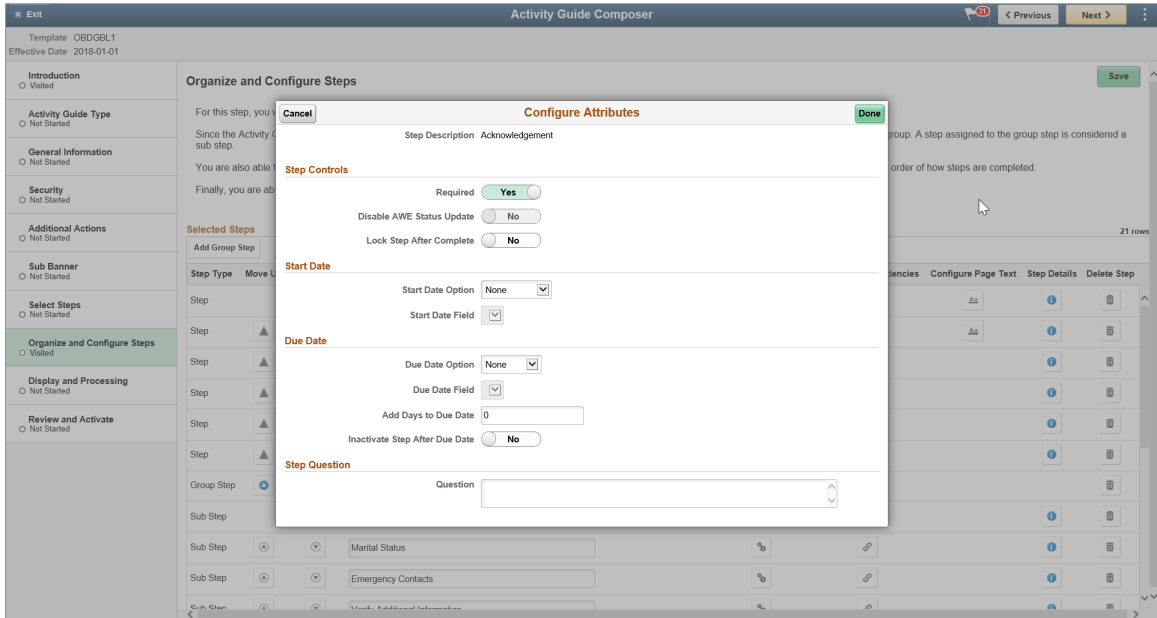 × Exit
Activity Guide Composer
31
< Previous
Next >
Template OBDGBL1
Effective Date 2018-01-01
Introduction
Visited
Activity Guide Type
Not Started
General Information
Not Started
Security
Not Started
Additional Actions
Not Started
Sub Banner
Not Started
Select Steps
Not Started
Organize and Configure Steps
Visited
Display and Processing
Not Started
Review and Activate
Not Started
Organize and Configure Steps
Save
For this step, you
Since the Activity
group. A step assigned to the group step is considered a
sub step.
You are also able
order of how steps are completed.
Finally, you are ab
Selected Steps
21 rows
Add Group Step
Step Type Move U
dencies Configure Page Text Step Details Delete Step
Step
Step
Step
Step
Step
Step
Group Step
Sub Step
Sub Step Marital Status
Sub Step Emergency Contacts
Sub Step Verify Additional Information
Cancel
Configure Attributes
Done
Step Description Acknowledgement
Step Controls
Required Yes
Disable AWE Status Update No
Lock Step After Complete No
Start Date
Start Date Option None
Start Date Field
Due Date
Due Date Option None
Due Date Field
Add Days to Due Date 0
Inactivate Step After Due Date No
Step Question
Question